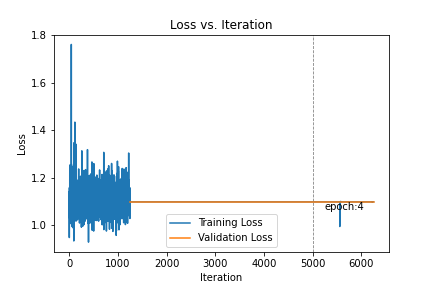 Loss vs. Iteration
1.8
1.6
1.4
1.2
1.0
Loss
epoch:4
Training Loss
Validation Loss
0 1000 2000 3000 4000 5000 6000
Iteration